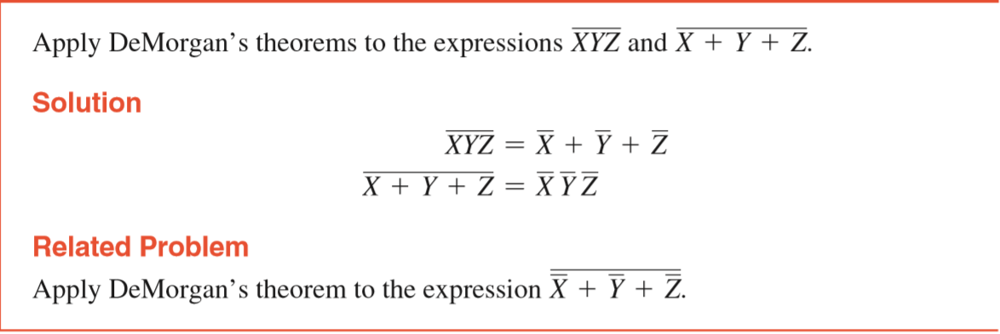 Apply DeMorgan’s theorems to the expressions $\overline{XYZ}$ and $\overline{X + Y + Z}$.
Solution
$\overline{XYZ} = \overline{X} + \overline{Y} + \overline{Z}$
$\overline{X + Y + Z} = \overline{X}\,\overline{Y}\,\overline{Z}$
Related Problem
Apply DeMorgan’s theorem to the expression $\overline{\overline{X} + \overline{Y} + \overline{Z}}$.